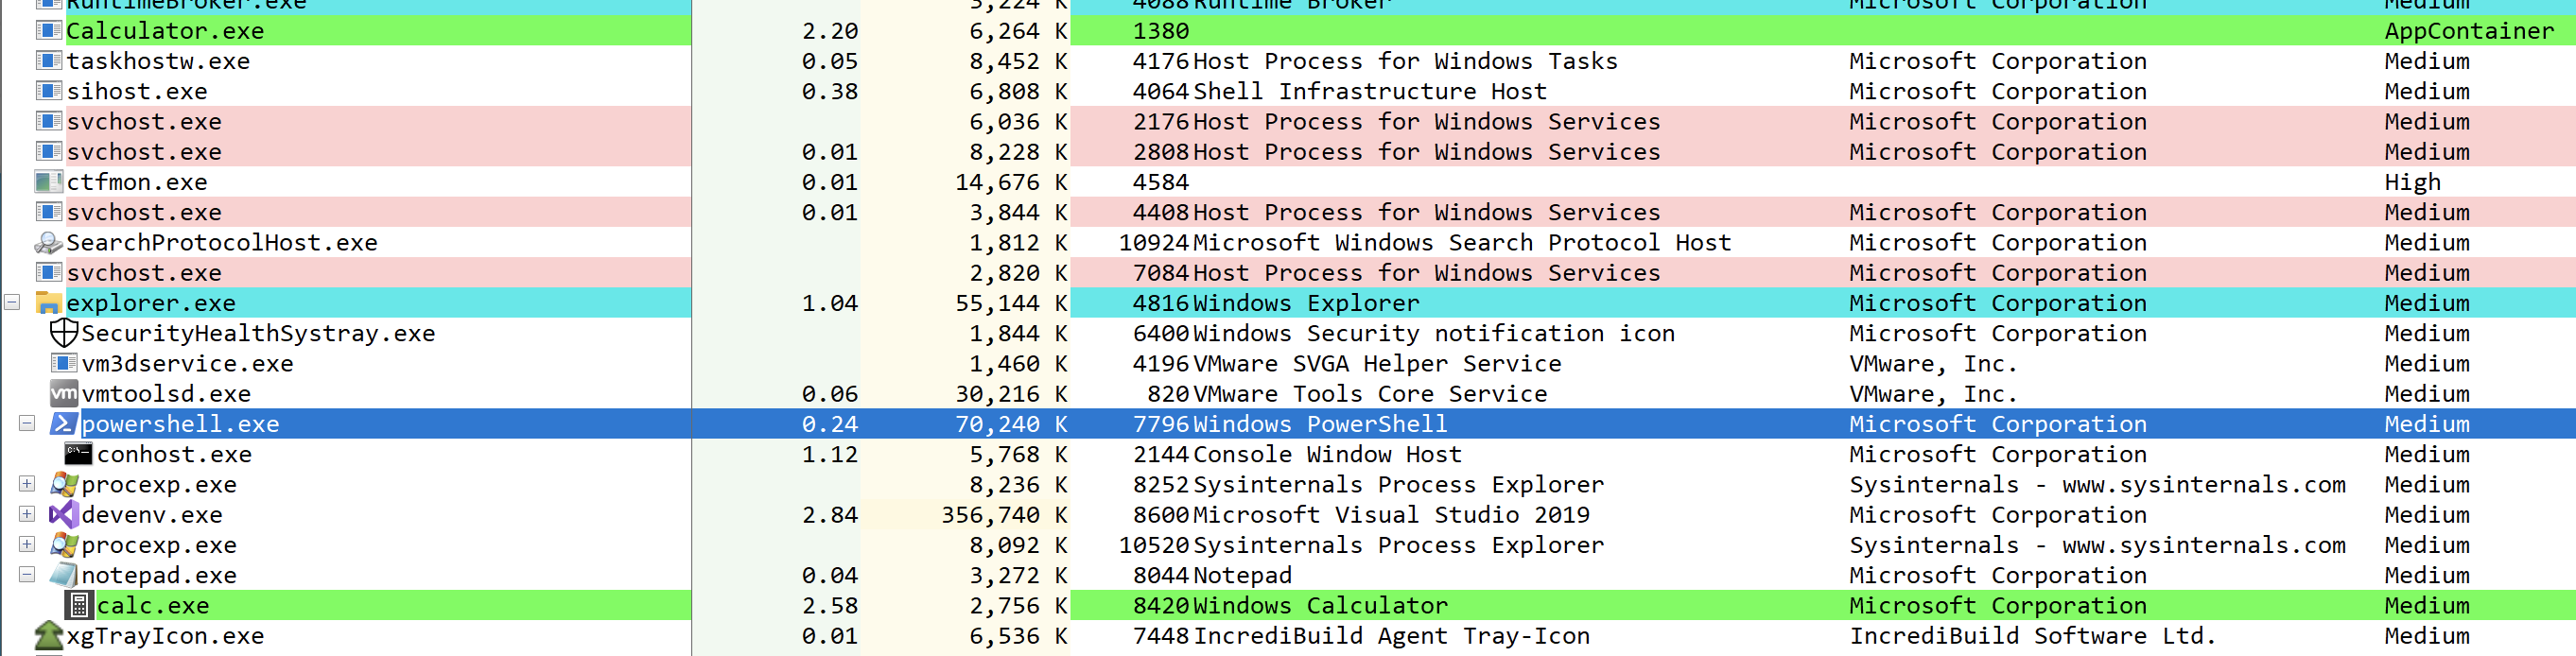 RuntimeBroker.exe 3,224 K 4088 Runtime Broker Microsoft Corporation Medium
Calculator.exe 2.20 6,264 K 1380 AppContainer
taskhostw.exe 0.05 8,452 K 4176 Host Process for Windows Tasks Microsoft Corporation Medium
sihost.exe 0.38 6,808 K 4064 Shell Infrastructure Host Microsoft Corporation Medium
svchost.exe 6,036 K 2176 Host Process for Windows Services Microsoft Corporation Medium
svchost.exe 0.01 8,228 K 2808 Host Process for Windows Services Microsoft Corporation Medium
ctfmon.exe 0.01 14,676 K 4584 High
svchost.exe 0.01 3,844 K 4408 Host Process for Windows Services Microsoft Corporation Medium
SearchProtocolHost.exe 1,812 K 10924 Microsoft Windows Search Protocol Host Microsoft Corporation Medium
svchost.exe 2,820 K 7084 Host Process for Windows Services Microsoft Corporation Medium
explorer.exe 1.04 55,144 K 4816 Windows Explorer Microsoft Corporation Medium
SecurityHealthSystray.exe 1,844 K 6400 Windows Security notification icon Microsoft Corporation Medium
vm3dservice.exe 1,460 K 4196 VMware SVGA Helper Service VMware, Inc. Medium
vm vmtoolsd.exe 0.06 30,216 K 820 VMware Tools Core Service VMware, Inc. Medium
powershell.exe 0.24 70,240 K 7796 Windows PowerShell Microsoft Corporation Medium
conhost.exe 1.12 5,768 K 2144 Console Window Host Microsoft Corporation Medium
procexp.exe 8,236 K 8252 Sysinternals Process Explorer Sysinternals - www.sysinternals.com Medium
devenv.exe 2.84 356,740 K 8600 Microsoft Visual Studio 2019 Microsoft Corporation Medium
procexp.exe 8,092 K 10520 Sysinternals Process Explorer Sysinternals - www.sysinternals.com Medium
notepad.exe 0.04 3,272 K 8044 Notepad Microsoft Corporation Medium
calc.exe 2.58 2,756 K 8420 Windows Calculator Microsoft Corporation Medium
xgTrayIcon.exe 0.01 6,536 K 7448 IncrediBuild Agent Tray-Icon IncrediBuild Software Ltd. Medium